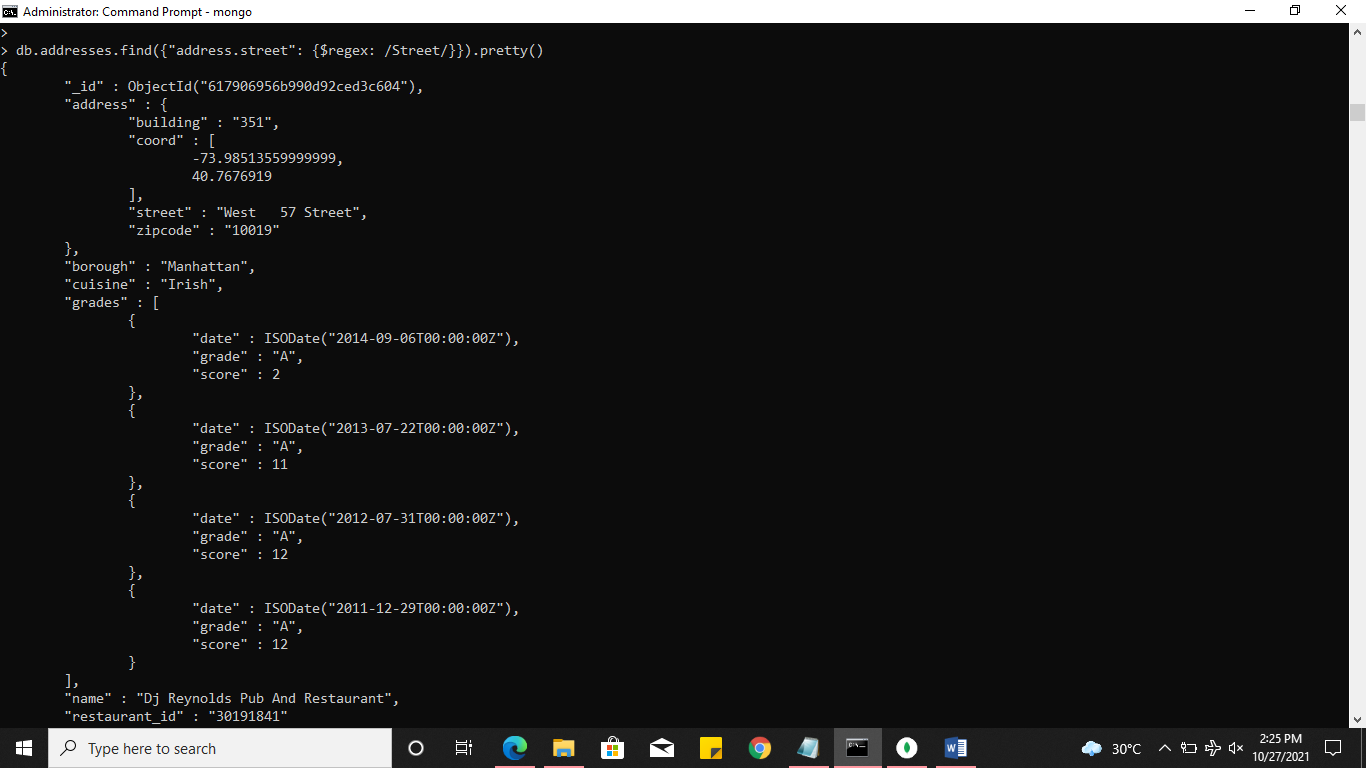 Administrator: Command Prompt - mongo
>
> db.addresses.find({"address.street": {$regex: /Street/}}).pretty()
{
        "_id" : ObjectId("617906956b990d92ced3c604"),
        "address" : {
                "building" : "351",
                "coord" : [
                        -73.98513559999999,
                        40.7676919
                ],
                "street" : "West   57 Street",
                "zipcode" : "10019"
        },
        "borough" : "Manhattan",
        "cuisine" : "Irish",
        "grades" : [
                {
                        "date" : ISODate("2014-09-06T00:00:00Z"),
                        "grade" : "A",
                        "score" : 2
                },
                {
                        "date" : ISODate("2013-07-22T00:00:00Z"),
                        "grade" : "A",
                        "score" : 11
                },
                {
                        "date" : ISODate("2012-07-31T00:00:00Z"),
                        "grade" : "A",
                        "score" : 12
                },
                {
                        "date" : ISODate("2011-12-29T00:00:00Z"),
                        "grade" : "A",
                        "score" : 12
                }
        ],
        "name" : "Dj Reynolds Pub And Restaurant",
        "restaurant_id" : "30191841"
Type here to search
30°C
2:25 PM
10/27/2021